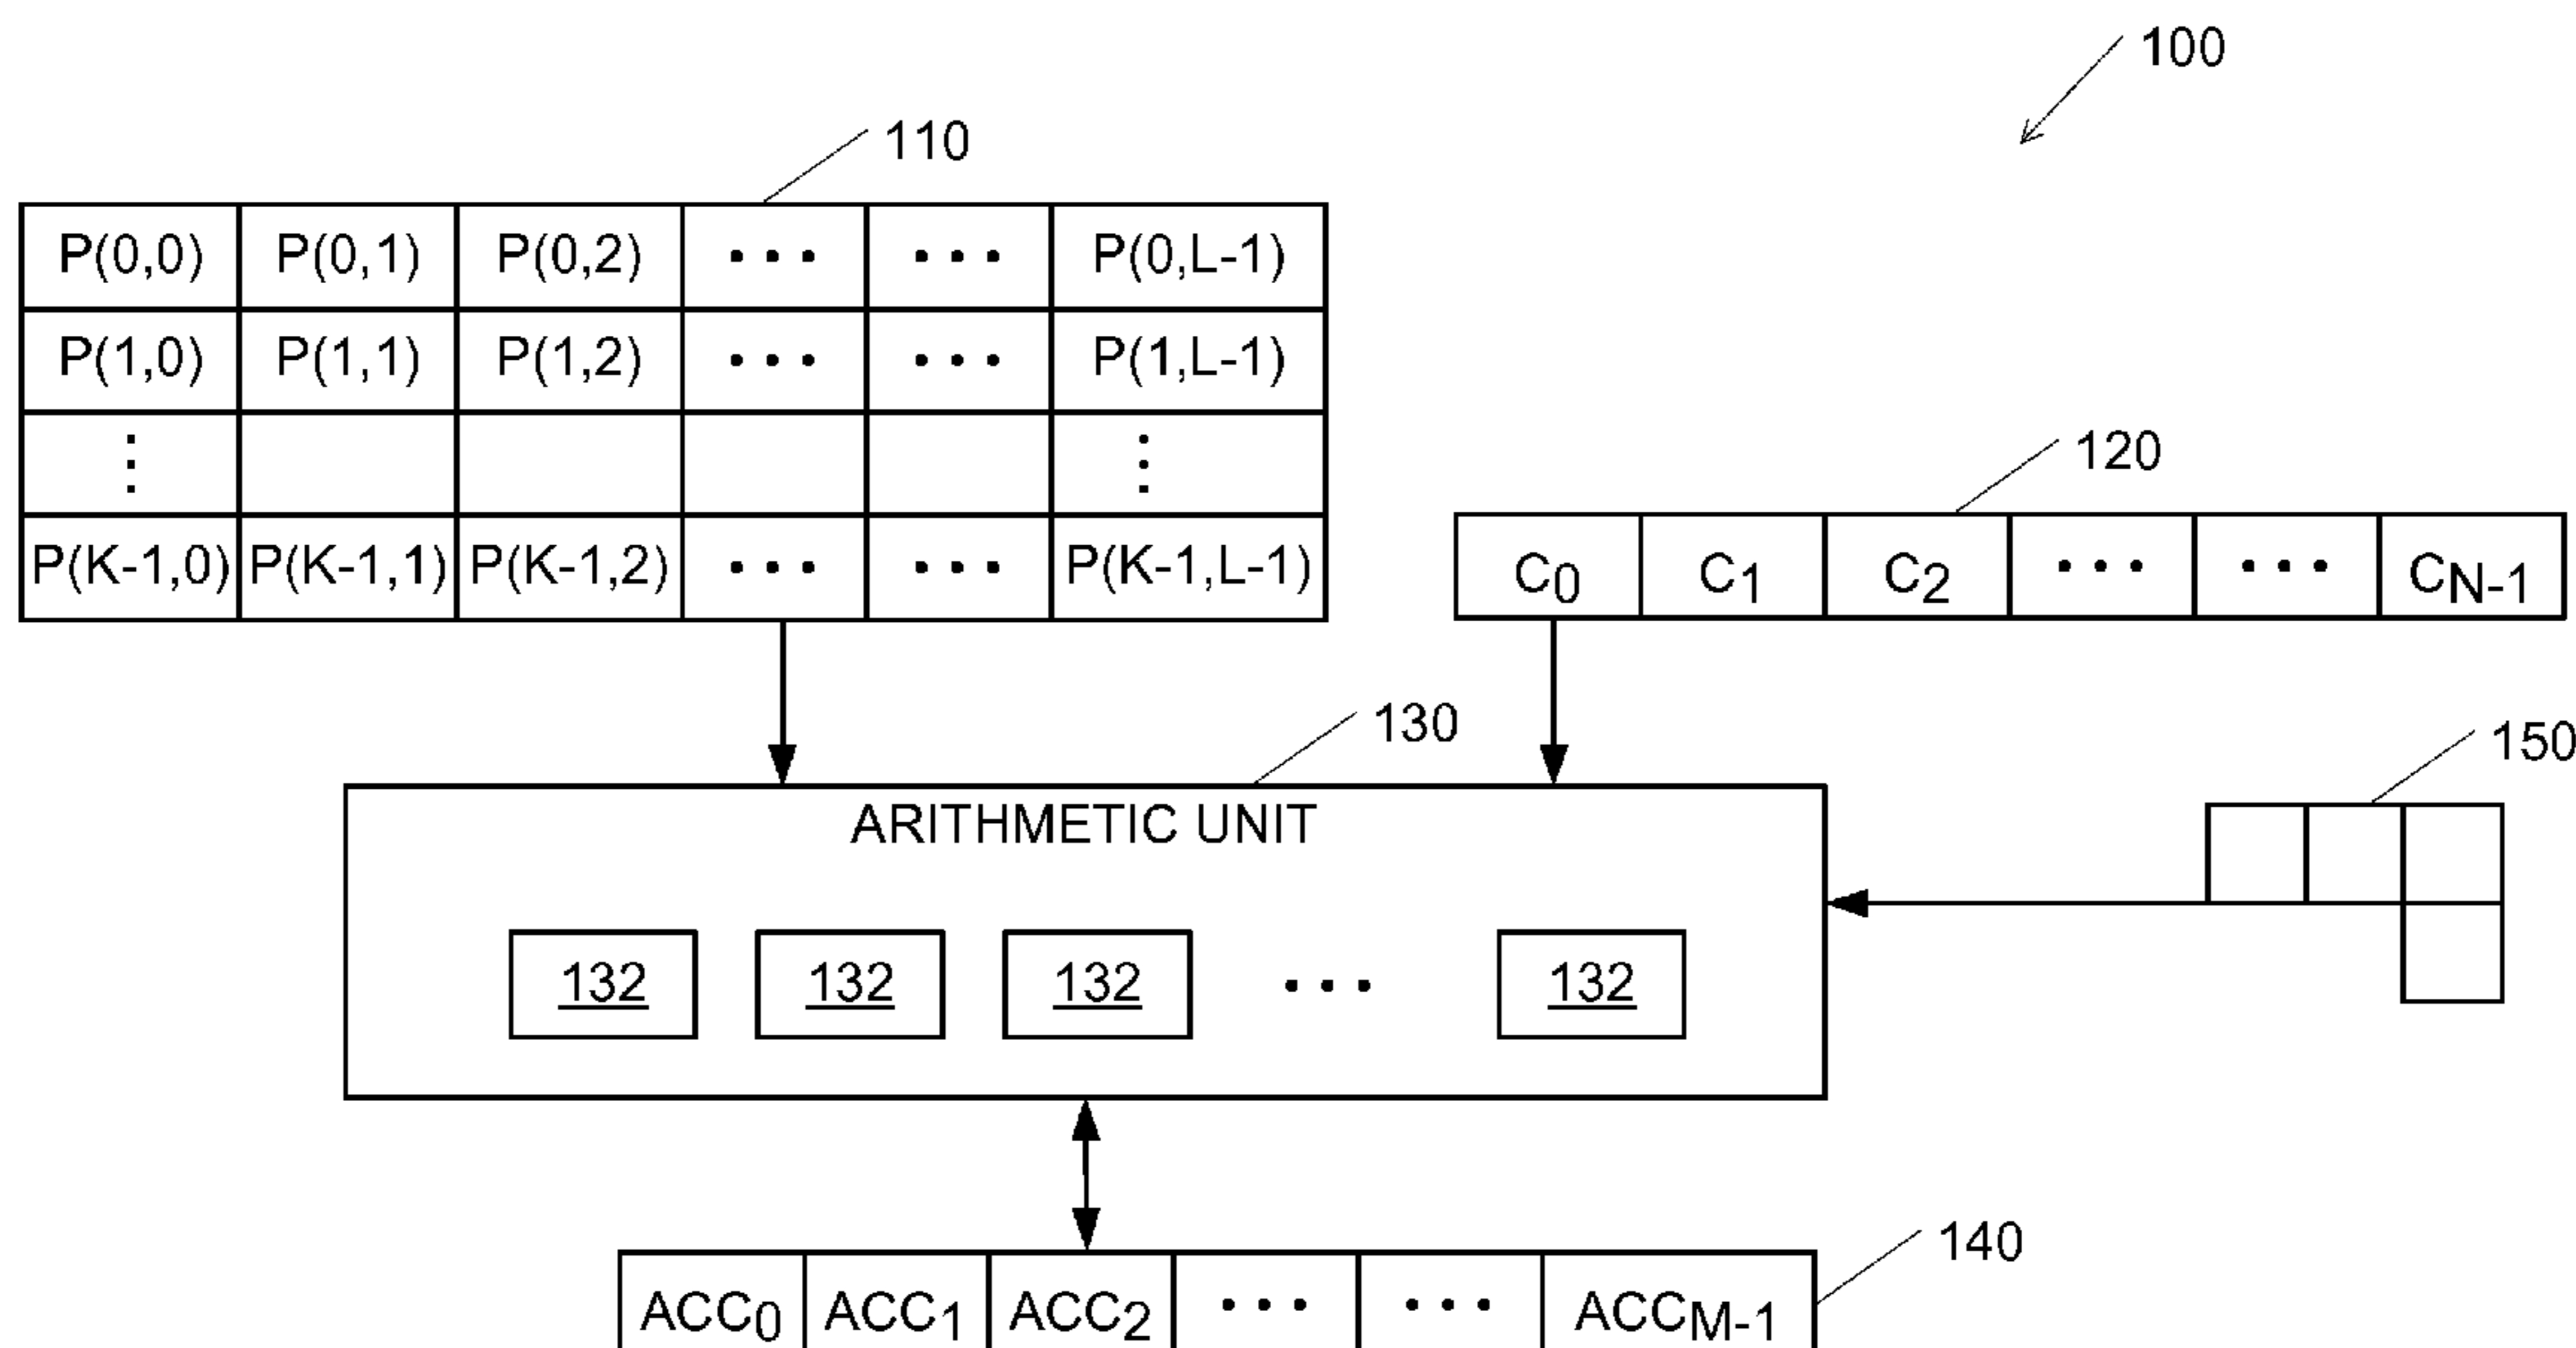 100
110
P(0,0) P(0,1) P(0,2) ... ... P(0,L-1)
P(1,0) P(1,1) P(1,2) ... ... P(1,L-1)
⋮ ⋮
P(K-1,0) P(K-1,1) P(K-1,2) ... ... P(K-1,L-1)
120
C0 C1 C2 ... ... CN-1
130
150
ARITHMETIC UNIT
132 132 132 ... 132
140
ACC0 ACC1 ACC2 ... ... ACCM-1